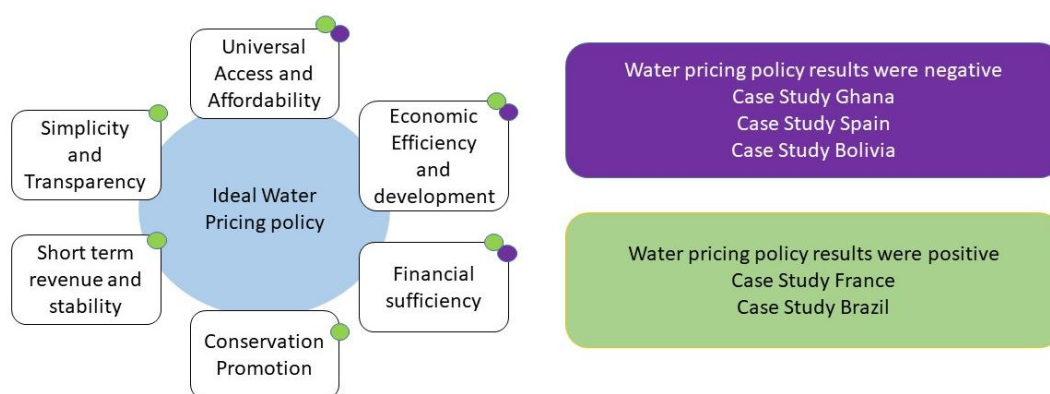 Universal
Access and
Affordability
Economic
Efficiency
and
development
Financial
sufficiency
Conservation
Promotion
Short term
revenue and
stability
Simplicity
and
Transparency
Ideal Water
Pricing policy
Water pricing policy results were negative
Case Study Ghana
Case Study Spain
Case Study Bolivia
Water pricing policy results were positive
Case Study France
Case Study Brazil